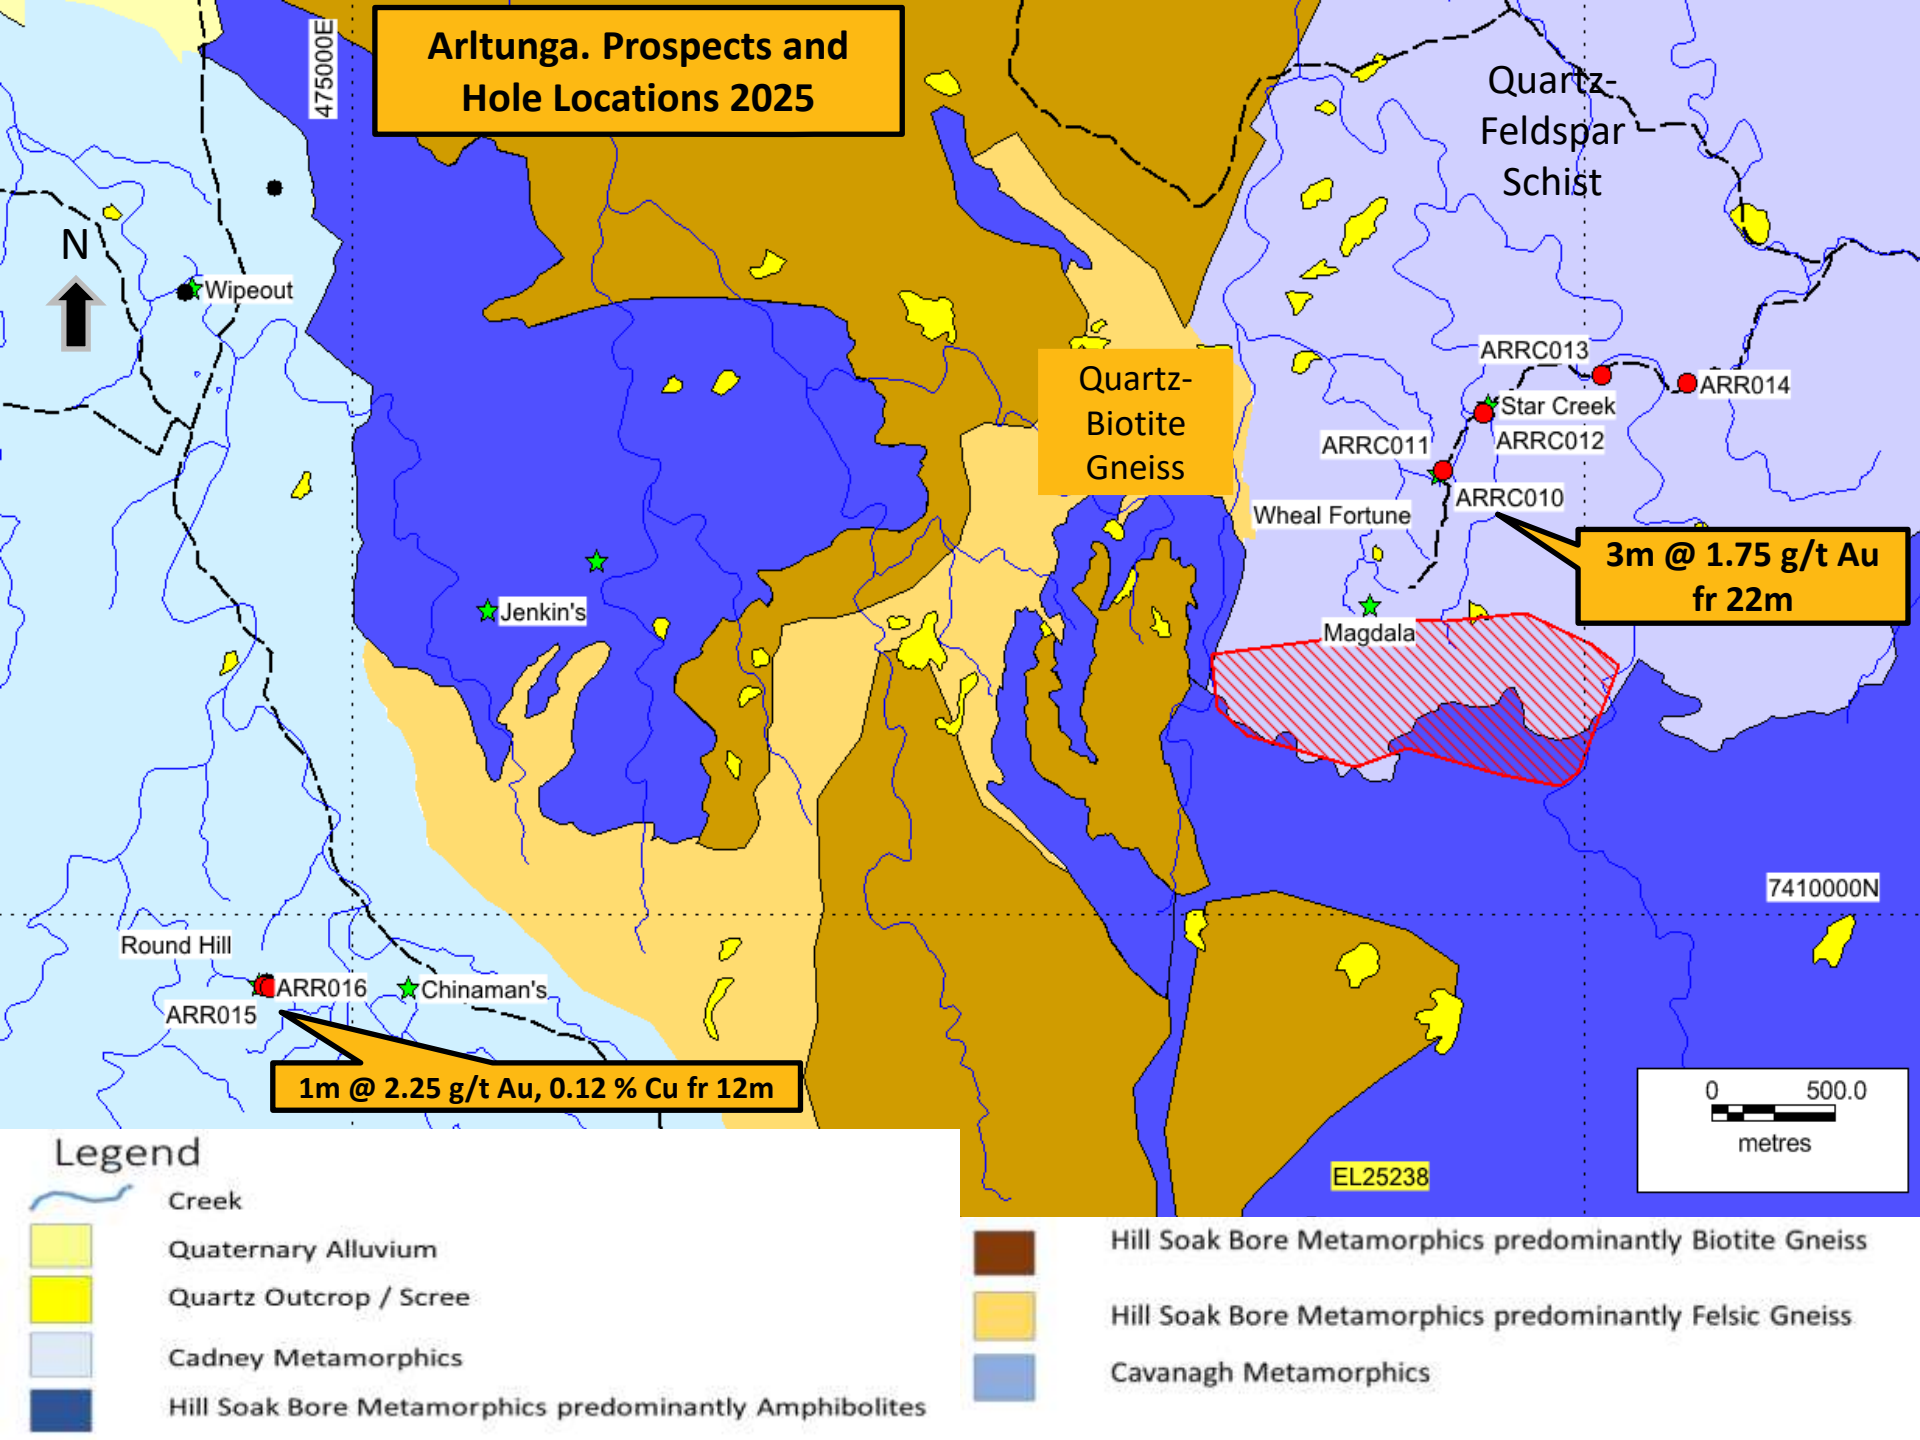 Arltunga. Prospects and
Hole Locations 2025
475000E
Quartz-
Feldspar
Schist
N
Wipeout
ARRC013
ARR014
Star Creek
ARRC012
ARRC011
ARRC010
Quartz-
Biotite
Gneiss
Wheal Fortune
3m @ 1.75 g/t Au
fr 22m
Jenkin's
Magdala
7410000N
Round Hill
ARR016
Chinaman's
ARR015
1m @ 2.25 g/t Au, 0.12 % Cu fr 12m
0 500.0
metres
EL25238
Legend
Creek
Quaternary Alluvium
Quartz Outcrop / Scree
Cadney Metamorphics
Hill Soak Bore Metamorphics predominantly Amphibolites
Hill Soak Bore Metamorphics predominantly Biotite Gneiss
Hill Soak Bore Metamorphics predominantly Felsic Gneiss
Cavanagh Metamorphics